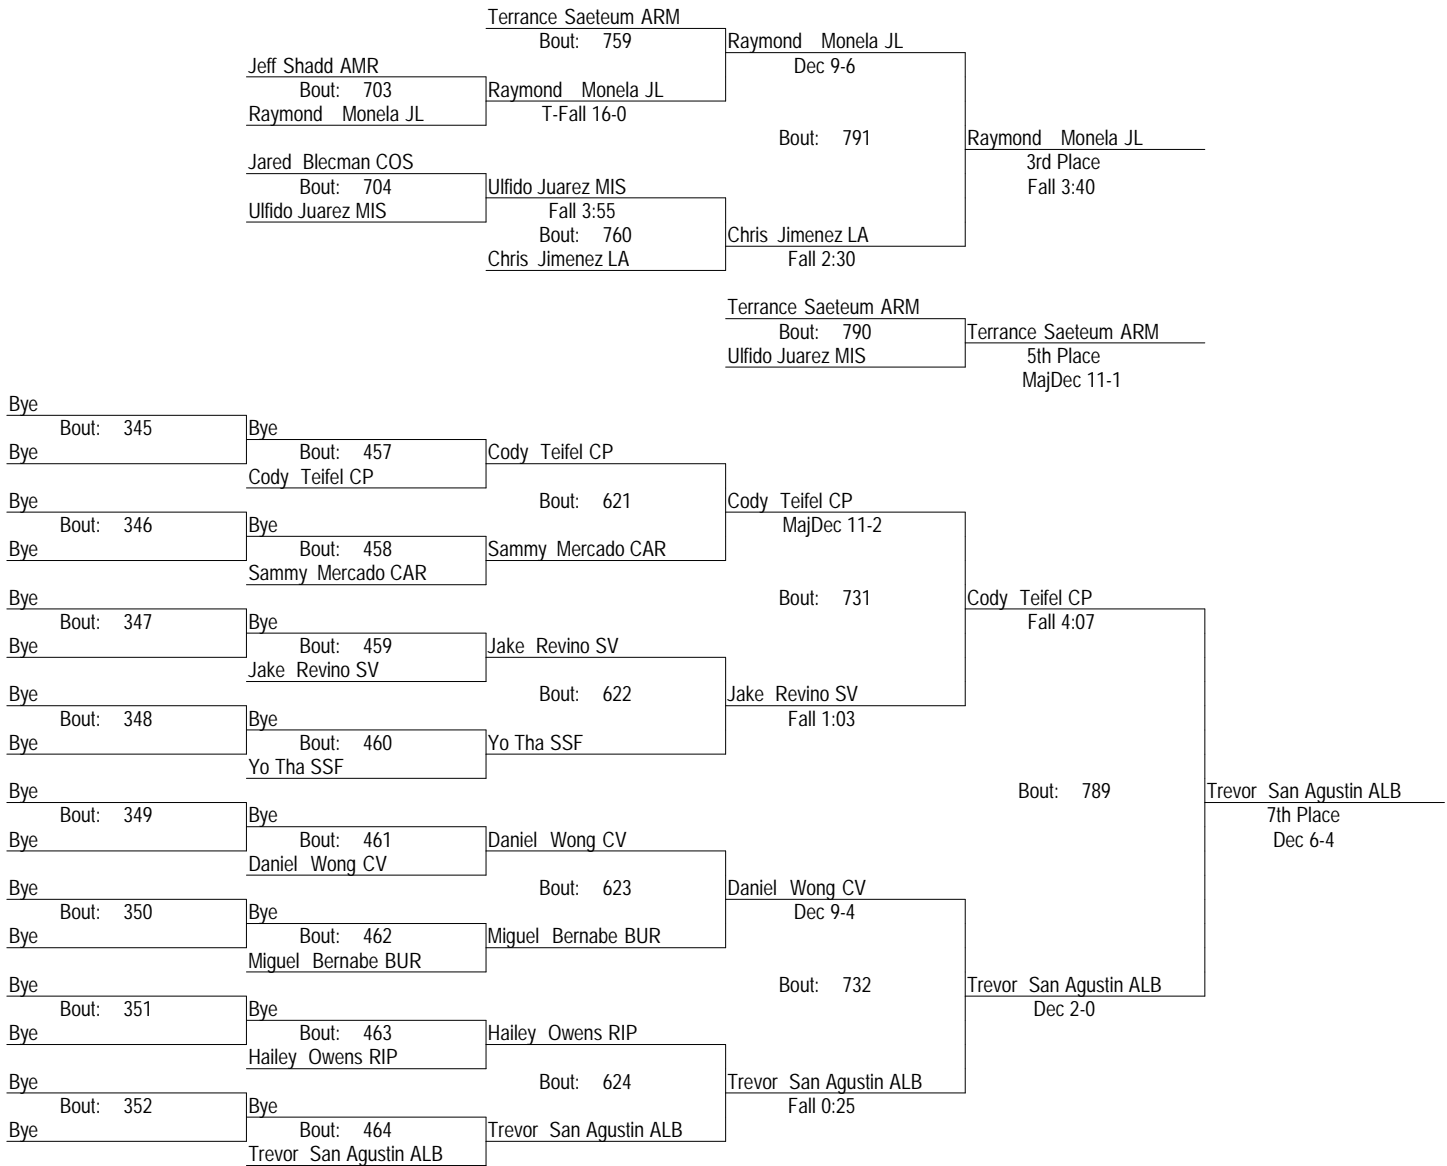 Terrance Saeteum ARM
Bout: 759
Raymond Monela JL
Dec 9-6
Jeff Shadd AMR
Bout: 703
Raymond Monela JL
Raymond Monela JL
T-Fall 16-0
Bout: 791
Raymond Monela JL
3rd Place
Fall 3:40
Jared Blecman COS
Bout: 704
Ulfido Juarez MIS
Ulfido Juarez MIS
Fall 3:55
Bout: 760
Chris Jimenez LA
Chris Jimenez LA
Fall 2:30
Terrance Saeteum ARM
Bout: 790
Ulfido Juarez MIS
Terrance Saeteum ARM
5th Place
MajDec 11-1
Bye
Bout: 345
Bye
Bye
Bout: 457
Cody Teifel CP
Cody Teifel CP
Bout: 621
Cody Teifel CP
MajDec 11-2
Bye
Bout: 346
Bye
Bye
Bout: 458
Sammy Mercado CAR
Sammy Mercado CAR
Bout: 731
Cody Teifel CP
Fall 4:07
Bye
Bout: 347
Bye
Bye
Bout: 459
Jake Revino SV
Jake Revino SV
Bout: 622
Jake Revino SV
Fall 1:03
Bye
Bout: 348
Bye
Bye
Bout: 460
Yo Tha SSF
Yo Tha SSF
Bout: 789
Trevor San Agustin ALB
7th Place
Dec 6-4
Bye
Bout: 349
Bye
Bye
Bout: 461
Daniel Wong CV
Daniel Wong CV
Bout: 623
Daniel Wong CV
Dec 9-4
Bye
Bout: 350
Bye
Bye
Bout: 462
Miguel Bernabe BUR
Miguel Bernabe BUR
Bout: 732
Trevor San Agustin ALB
Dec 2-0
Bye
Bout: 351
Bye
Bye
Bout: 463
Hailey Owens RIP
Hailey Owens RIP
Bout: 624
Trevor San Agustin ALB
Fall 0:25
Bye
Bout: 352
Bye
Bye
Bout: 464
Trevor San Agustin ALB
Trevor San Agustin ALB